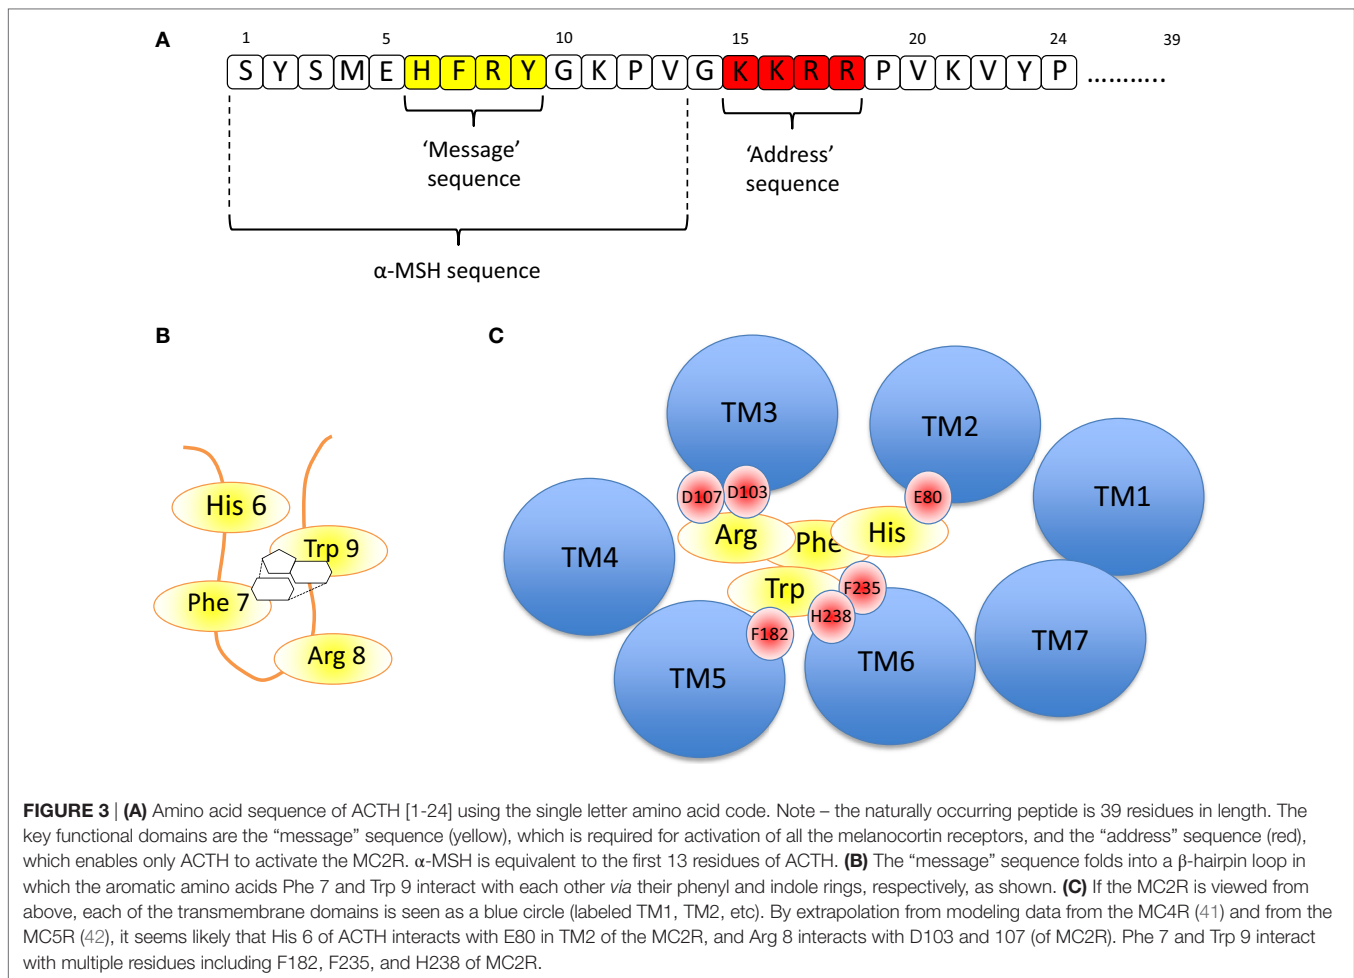 A
1 5 10 15 20 24 39
S Y S M E H F R Y G K P V G K K R R P V K V Y P ...........
'Message'
sequence
'Address'
sequence
α-MSH sequence
B
His 6
Trp 9
Phe 7
Arg 8
C
TM3
TM2
TM1
D107
D103
E80
Arg
Phe
His
TM4
Trp
F235
H238
F182
TM5
TM6
TM7
FIGURE 3 | (A) Amino acid sequence of ACTH [1-24] using the single letter amino acid code. Note – the naturally occurring peptide is 39 residues in length. The
key functional domains are the “message” sequence (yellow), which is required for activation of all the melanocortin receptors, and the “address” sequence (red),
which enables only ACTH to activate the MC2R. α-MSH is equivalent to the first 13 residues of ACTH. (B) The “message” sequence folds into a β-hairpin loop in
which the aromatic amino acids Phe 7 and Trp 9 interact with each other via their phenyl and indole rings, respectively, as shown. (C) If the MC2R is viewed from
above, each of the transmembrane domains is seen as a blue circle (labeled TM1, TM2, etc). By extrapolation from modeling data from the MC4R (41) and from the
MC5R (42), it seems likely that His 6 of ACTH interacts with E80 in TM2 of the MC2R, and Arg 8 interacts with D103 and 107 (of MC2R). Phe 7 and Trp 9 interact
with multiple residues including F182, F235, and H238 of MC2R.